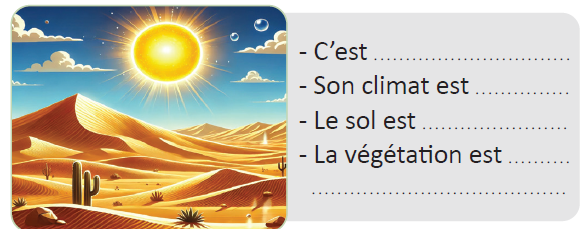 - C'est ..............................
- Son climat est ...............
- Le sol est .......................
- La végétation est ..........
........................................